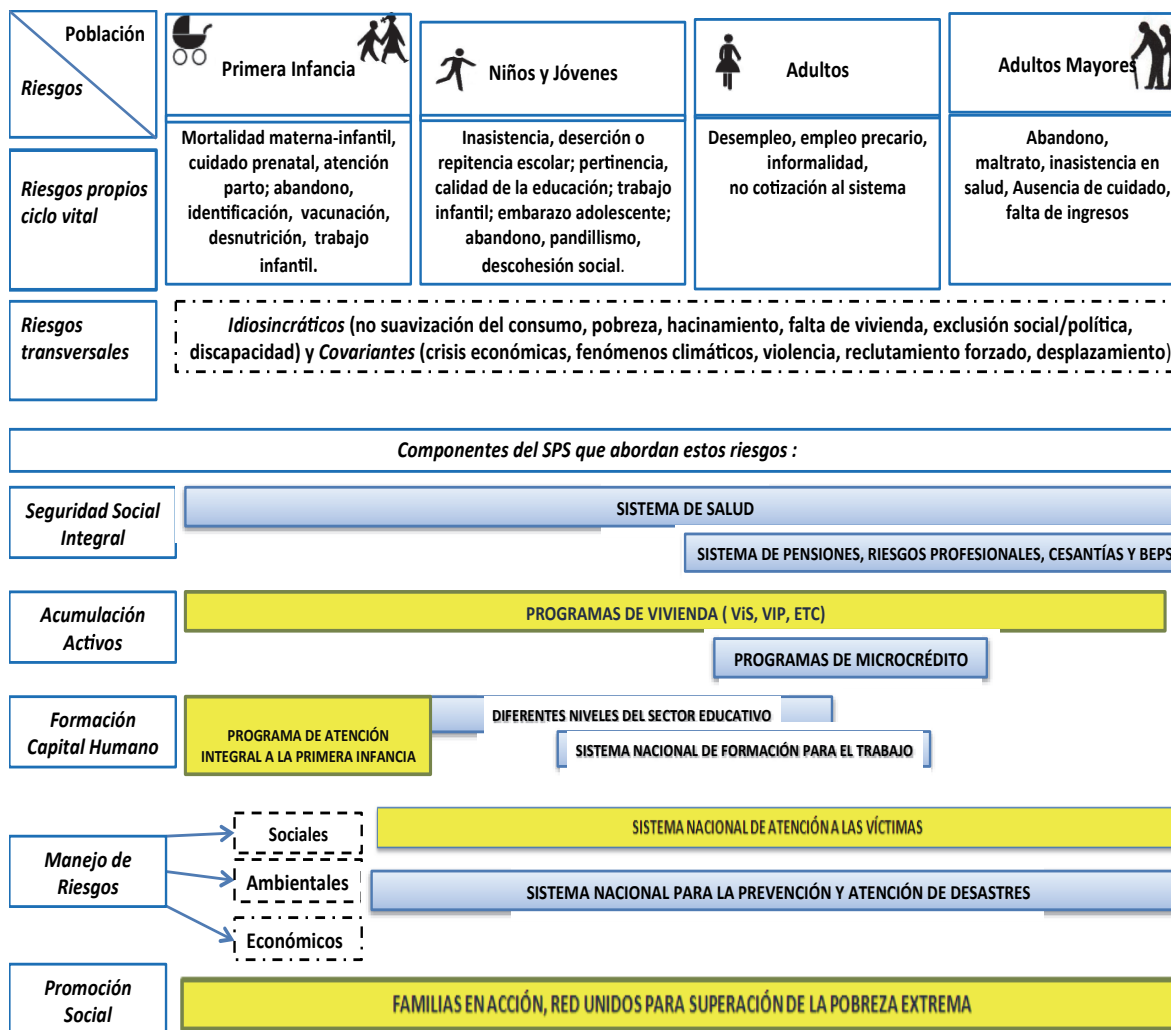 Población
Riesgos
Primera Infancia
Niños y Jóvenes
Adultos
Adultos Mayores
Riesgos propios
ciclo vital
Mortalidad materna-infantil,
cuidado prenatal, atención
parto; abandono,
identificación, vacunación,
desnutrición, trabajo
infantil.
Inasistencia, deserción o
repitencia escolar; pertinencia,
calidad de la educación; trabajo
infantil; embarazo adolescente;
abandono, pandillismo,
descohesión social.
Desempleo, empleo precario,
informalidad,
no cotización al sistema
Abandono,
maltrato, inasistencia en
salud, Ausencia de cuidado,
falta de ingresos
Riesgos
transversales
Idiosincráticos (no suavización del consumo, pobreza, hacinamiento, falta de vivienda, exclusión social/política,
discapacidad) y Covariantes (crisis económicas, fenómenos climáticos, violencia, reclutamiento forzado, desplazamiento)
Componentes del SPS que abordan estos riesgos :
Seguridad Social
Integral
SISTEMA DE SALUD
SISTEMA DE PENSIONES, RIESGOS PROFESIONALES, CESANTÍAS Y BEPS
Acumulación
Activos
PROGRAMAS DE VIVIENDA ( ViS, VIP, ETC)
PROGRAMAS DE MICROCRÉDITO
Formación
Capital Humano
PROGRAMA DE ATENCIÓN
INTEGRAL A LA PRIMERA INFANCIA
DIFERENTES NIVELES DEL SECTOR EDUCATIVO
SISTEMA NACIONAL DE FORMACIÓN PARA EL TRABAJO
Manejo de
Riesgos
Sociales
SISTEMA NACIONAL DE ATENCIÓN A LAS VÍCTIMAS
Ambientales
SISTEMA NACIONAL PARA LA PREVENCIÓN Y ATENCIÓN DE DESASTRES
Económicos
Promoción
Social
FAMILIAS EN ACCIÓN, RED UNIDOS PARA SUPERACIÓN DE LA POBREZA EXTREMA